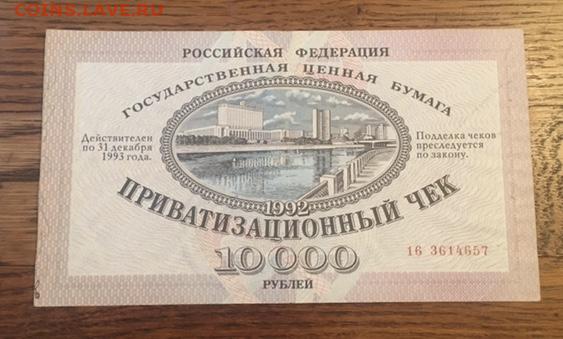 COINS.LAVE.RU
РОССИЙСКАЯ ФЕДЕРАЦИЯ
ГОСУДАРСТВЕННАЯ ЦЕННАЯ БУМАГА
Действителен
по 31 декабря
1993 года.
Подделка чеков
преследуется
по закону.
1992
ПРИВАТИЗАЦИОННЫЙ ЧЕК
10000
16 3614657
РУБЛЕЙ